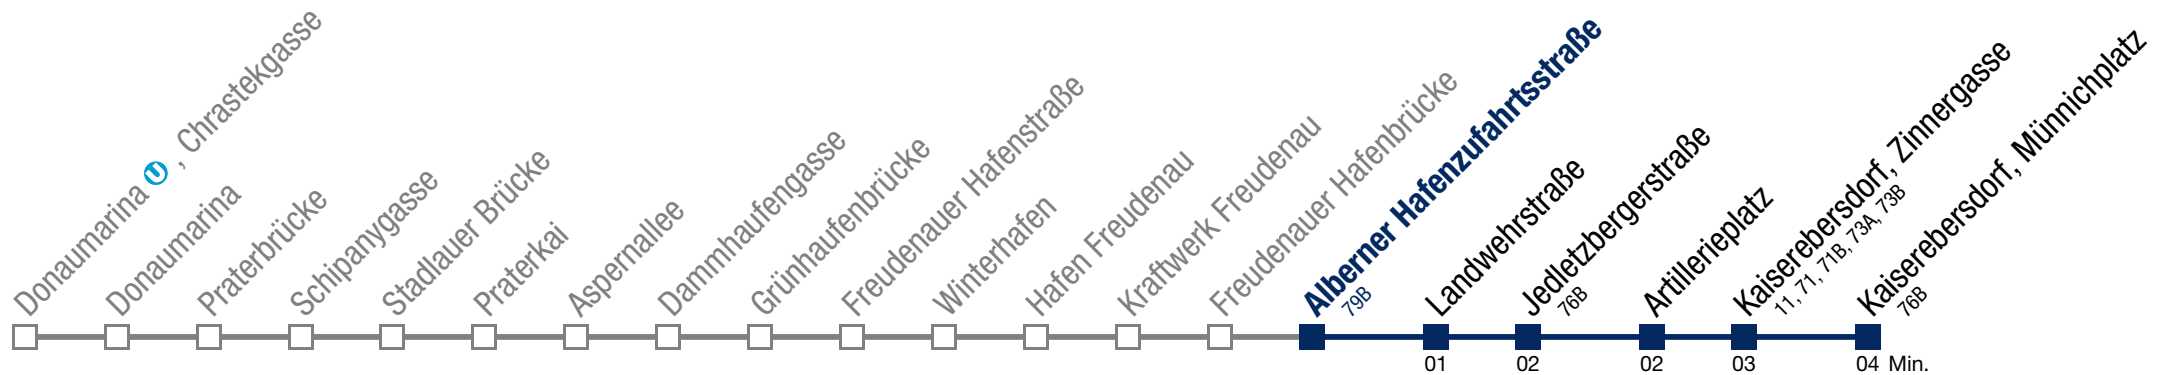 Donaumarina U, Chrastekgasse
Donaumarina
Praterbrücke
Schipanygasse
Stadlauer Brücke
Praterkai
Aspernallee
Dammhaufengasse
Grünhaufenbrücke
Freudenauer Hafenstraße
Winterhafen
Hafen Freudenau
Kraftwerk Freudenau
Freudenauer Hafenbrücke
Alberner Hafenzufahrtsstraße
79B
Landwehrstraße
Jedletzbergerstraße
76B
Artillerieplatz
Kaiserebersdorf, Zinnergasse
11, 71, 71B, 73A, 73B
Kaiserebersdorf, Münnichplatz
76B
01 02 02 03 04 Min.